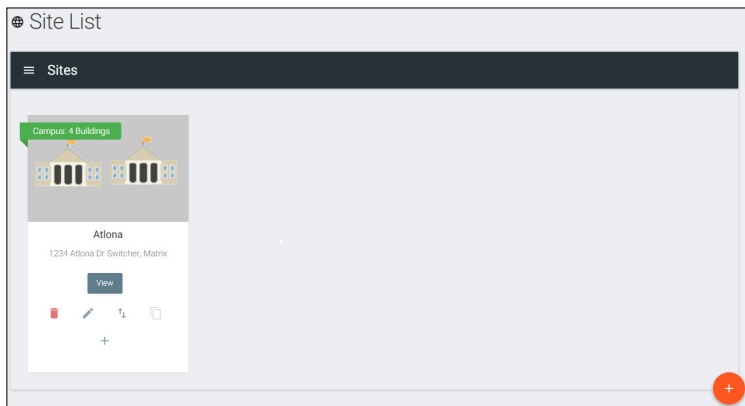 Site List
Sites
Campus: 4 Buildings
Atlona
1234 Atlona Dr Switcher, Matrix
View